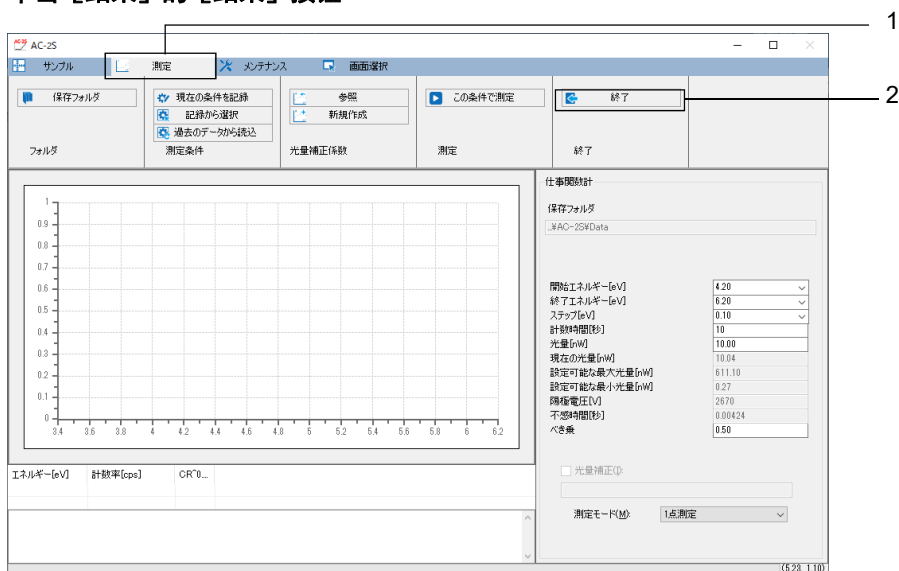 1
AC-2S
サンプル 測定 メンテナンス 画面選択
保存フォルダ 現在の条件を記録 参照 この条件で測定 終了
2
記録から選択 新規作成
過去のデータから読込
フォルダ 測定条件 光量補正係数 測定 終了
仕事関数計
保存フォルダ
..¥AC-2S¥Data
1
0.9
0.8
0.7
0.6
0.5
0.4
0.3
0.2
0.1
0
3.4 3.6 3.8 4 4.2 4.4 4.6 4.8 5 5.2 5.4 5.6 5.8 6 6.2
開始エネルギー[eV] 4.20
終了エネルギー[eV] 6.20
ステップ[eV] 0.10
計数時間[秒] 10
光量[nW] 10.00
現在の光量[nW] 10.04
設定可能な最大光量[nW] 611.10
設定可能な最小光量[nW] 0.27
陽極電圧[V] 2670
不感時間[秒] 0.00424
べき乗 0.50
エネルギー[eV] 計数率[cps] CR^0...
光量補正(I):
測定モード(M): 1点測定
(5.23, 1.10)